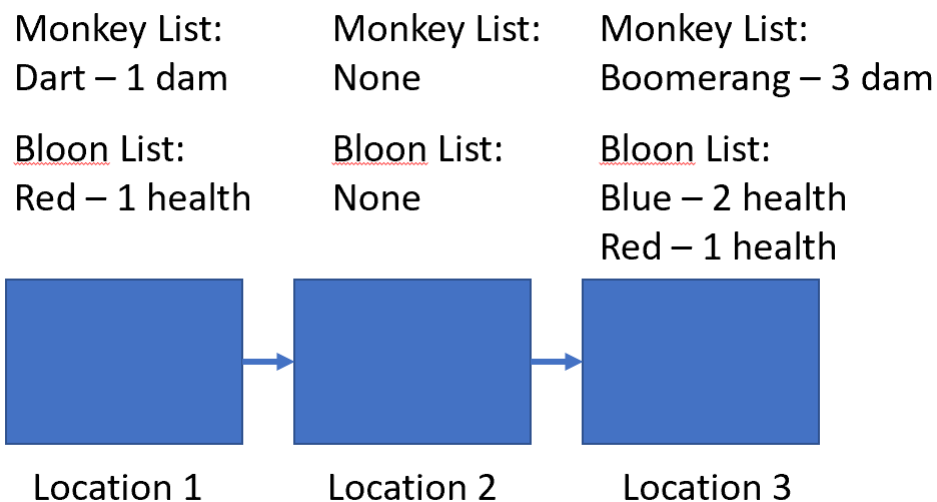 Monkey List:
Dart – 1 dam
Bloon List:
Red – 1 health
Location 1
Monkey List:
None
Bloon List:
None
Location 2
Monkey List:
Boomerang – 3 dam
Bloon List:
Blue – 2 health
Red – 1 health
Location 3